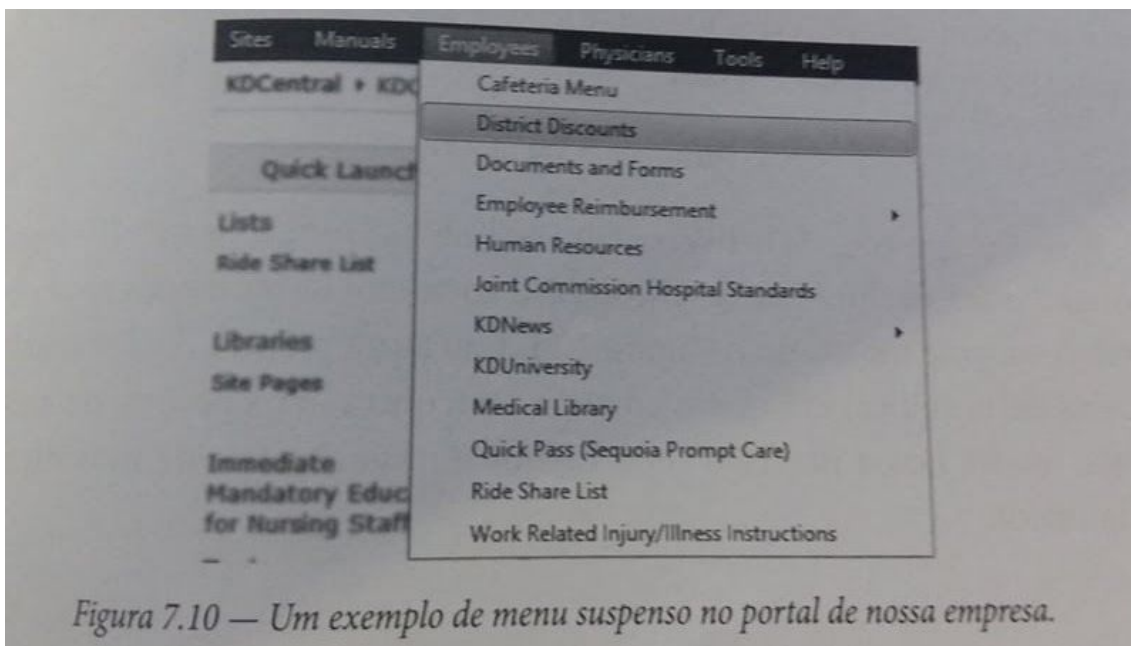 Sites Manuals Employees Physicians Tools Help
KDCentral KDC
Quick Launch
Lists
Ride Share List
Libraries
Site Pages
Immediate
Mandatory Educ
for Nursing Staff
Cafeteria Menu
District Discounts
Documents and Forms
Employee Reimbursement
Human Resources
Joint Commission Hospital Standards
KDNews
KDUniversity
Medical Library
Quick Pass (Sequoia Prompt Care)
Ride Share List
Work Related Injury/Illness Instructions
Figura 7.10 — Um exemplo de menu suspenso no portal de nossa empresa.